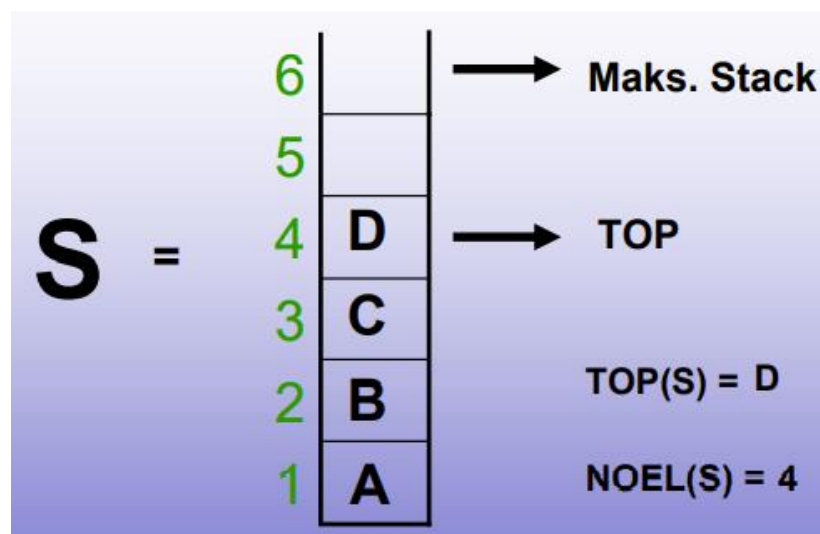 6 Maks. Stack
5
S = 4 D TOP
3 C
TOP(S) = D
2 B
1 A NOEL(S) = 4